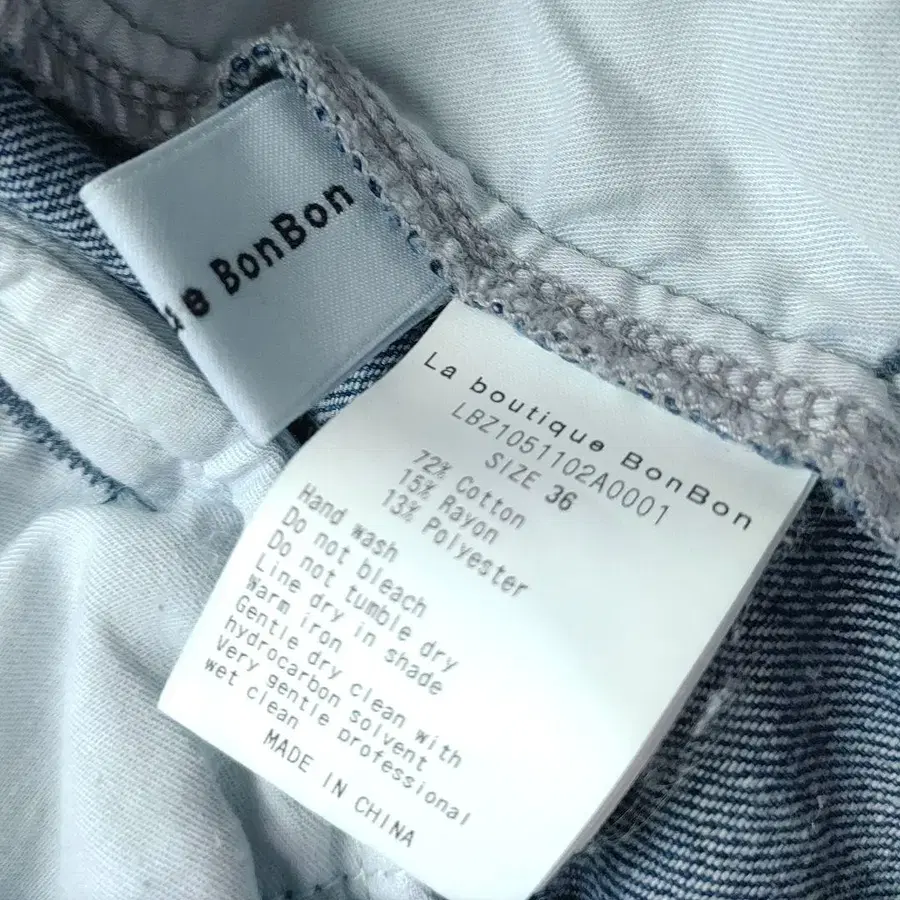 e BonBon
La boutique BonBon
LBZ1051102A0001
SIZE 36
72% Cotton
15% Rayon
13% Polyester
Hand wash
Do not bleach
Do not tumble dry
Line dry in shade
Warm iron
Gentle dry clean with
hydrocarbon solvent
Very gentle professional
wet clean
MADE IN CHINA